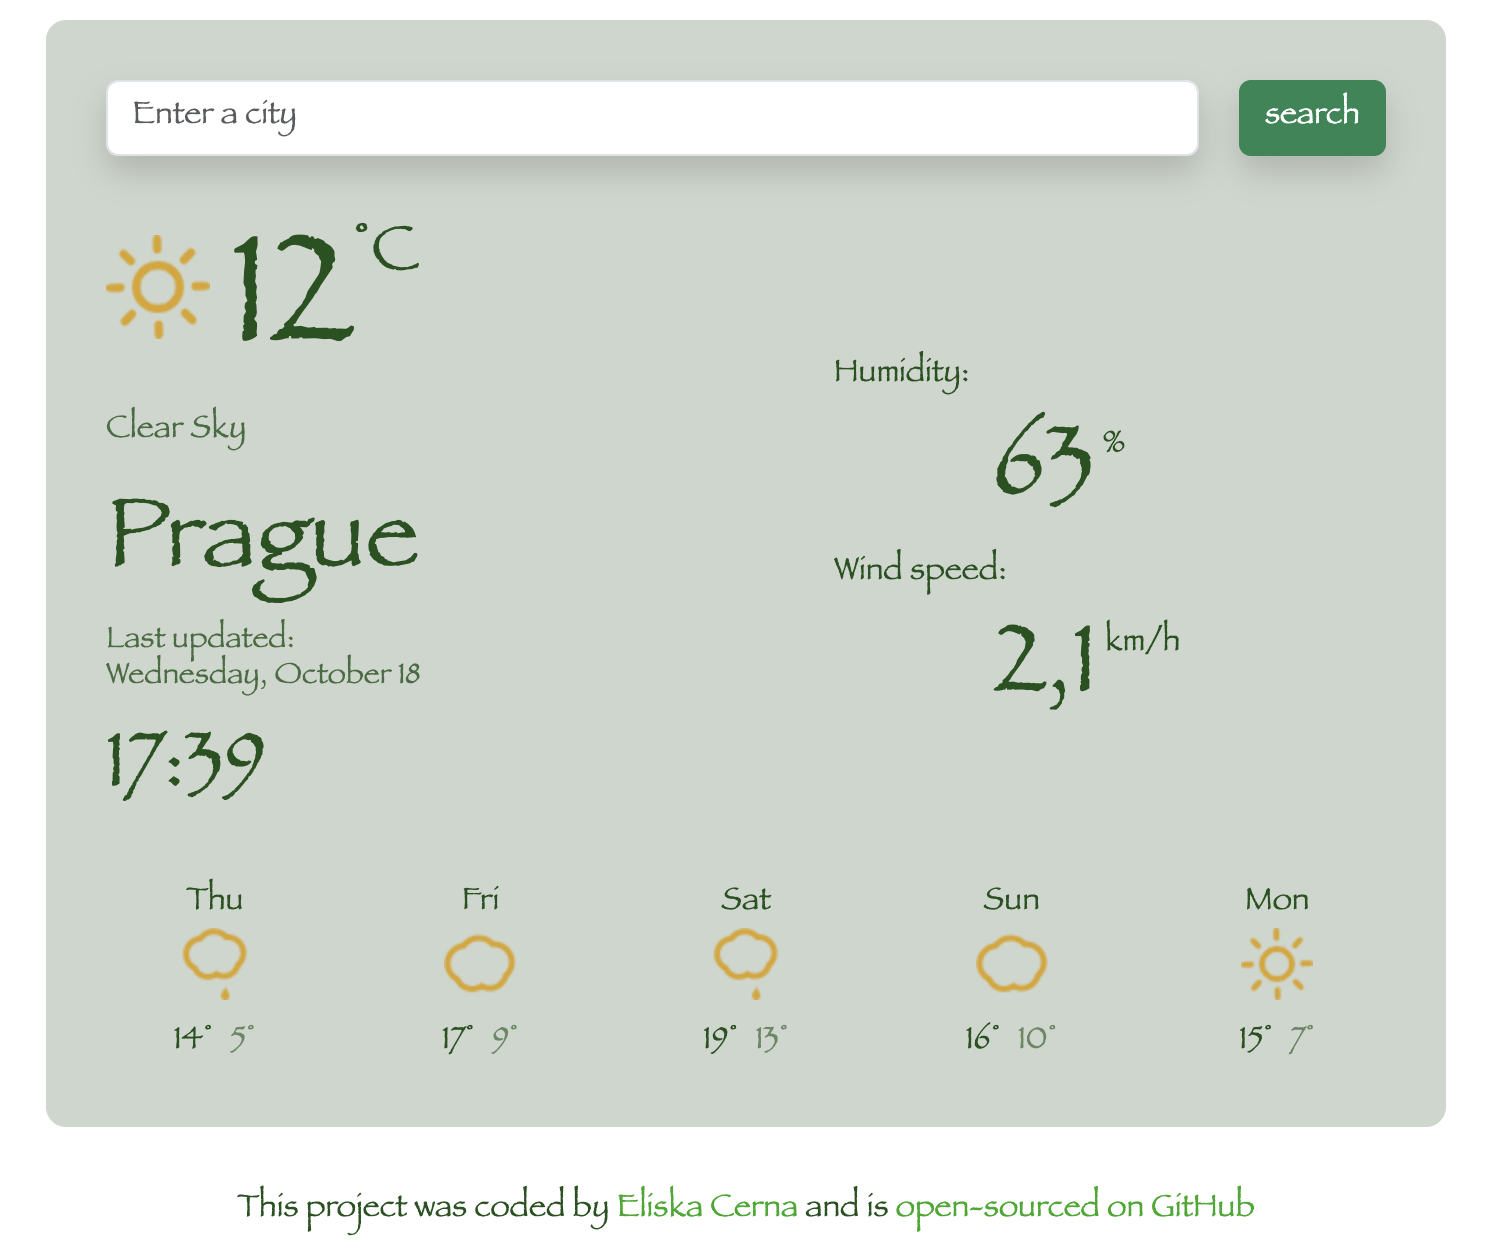 Enter a city
search
12°C
Clear Sky
Prague
Last updated:
Wednesday, October 18
17:39
Humidity:
63%
Wind speed:
2,1 km/h
Thu Fri Sat Sun Mon
14° 5° 17° 9° 19° 13° 16° 10° 15° 7°
This project was coded by Eliska Cerna and is open-sourced on GitHub